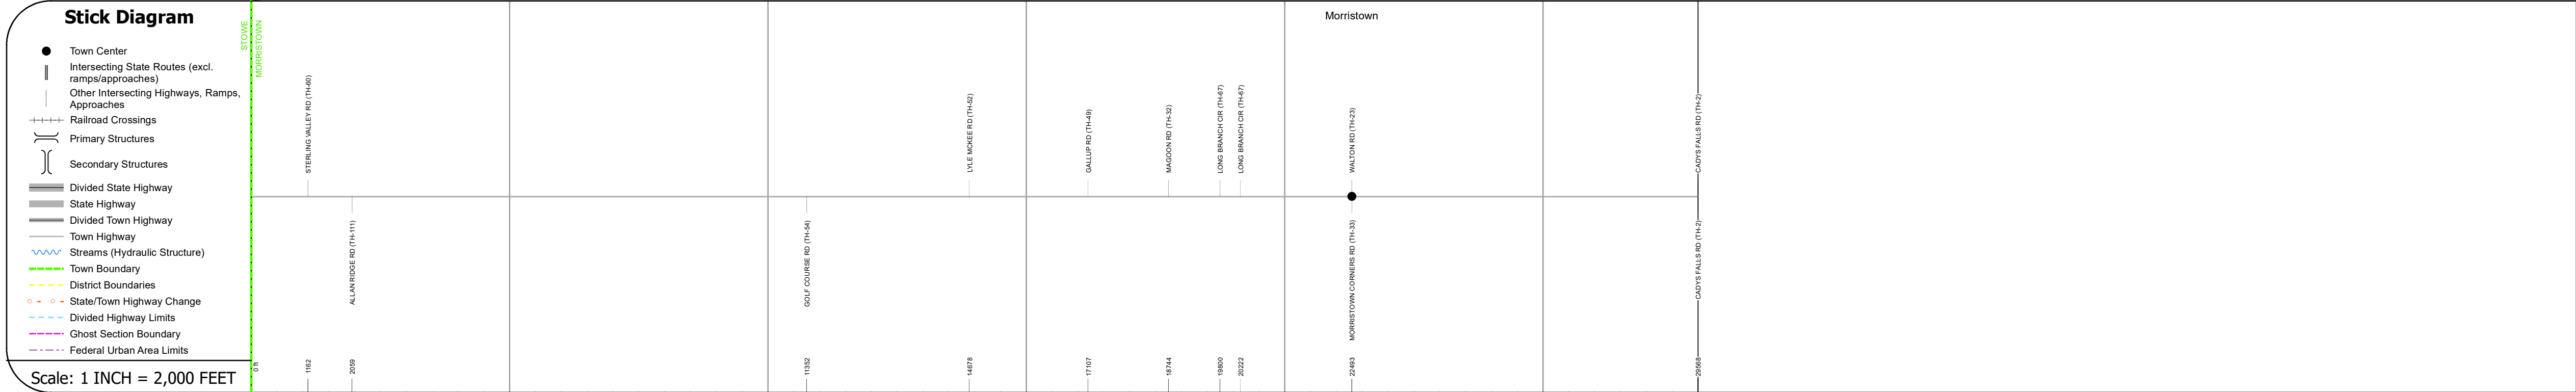 Stick Diagram
Town Center
Intersecting State Routes (excl.
ramps/approaches)
Other Intersecting Highways, Ramps,
Approaches
Railroad Crossings
Primary Structures
Secondary Structures
Divided State Highway
State Highway
Divided Town Highway
Town Highway
Streams (Hydraulic Structure)
Town Boundary
District Boundaries
State/Town Highway Change
Divided Highway Limits
Ghost Section Boundary
Federal Urban Area Limits
Scale: 1 INCH = 2,000 FEET
STOWE
MORRISTOWN
Morristown
STERLING VALLEY RD (TH-60)
LYLE MCKEE RD (TH-52)
GALLUP RD (TH-49)
MAGOON RD (TH-32)
LONG BRANCH CIR (TH-67)
LONG BRANCH CIR (TH-67)
WALTON RD (TH-23)
CADYS FALLS RD (TH-2)
ALLAN RIDGE RD (TH-111)
GOLF COURSE RD (TH-54)
MORRISTOWN CORNERS RD (TH-33)
CADYS FALLS RD (TH-2)
0 ft
1162
2059
11352
14678
17107
18744
19800
20222
22493
29568